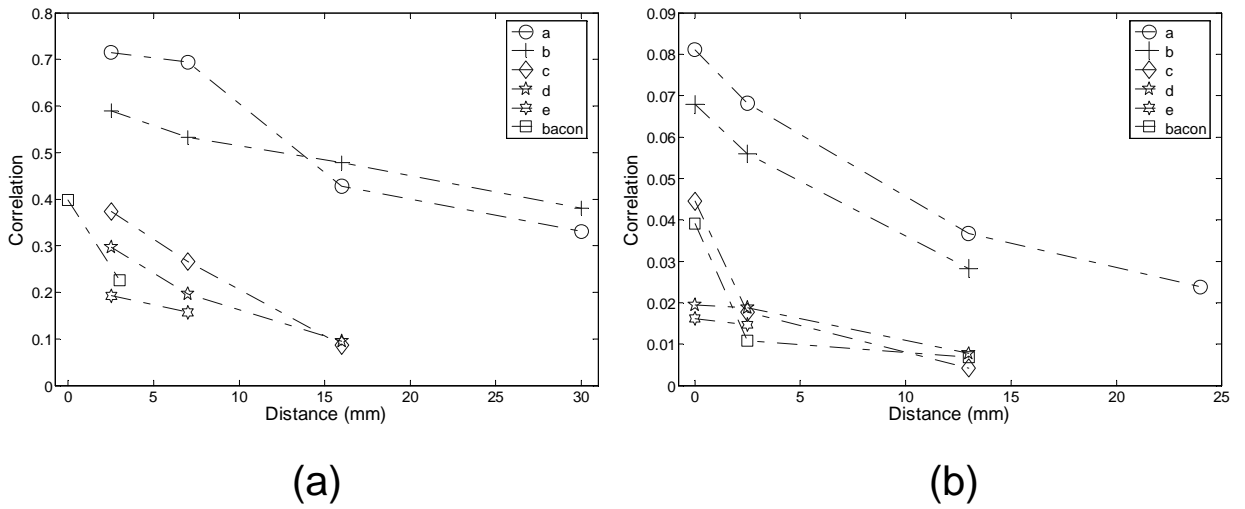 0.8
0.7
0.6
0.5
0.4
0.3
0.2
0.1
0
Correlation
0 5 10 15 20 25 30
Distance (mm)
a
b
c
d
e
bacon
(a)
0.09
0.08
0.07
0.06
0.05
0.04
0.03
0.02
0.01
0
Correlation
0 5 10 15 20 25
Distance (mm)
a
b
c
d
e
bacon
(b)